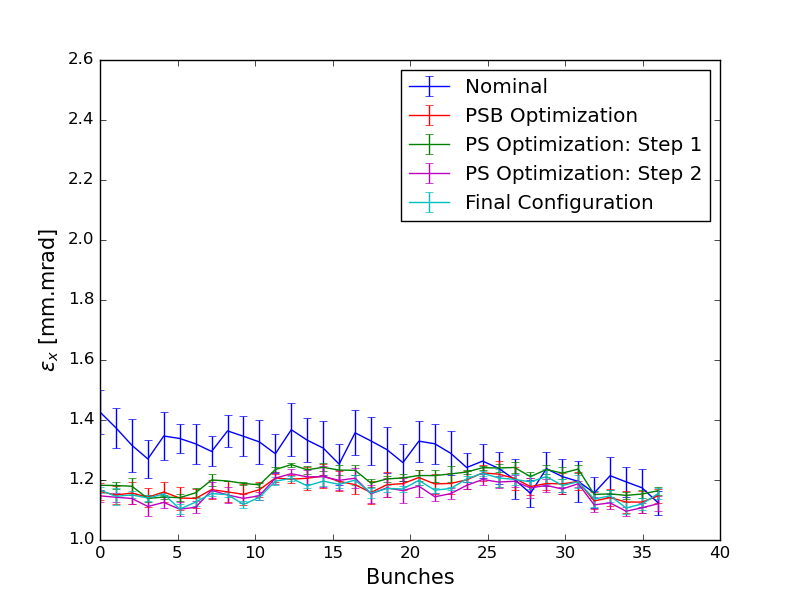 2.6
2.4
2.2
2.0
1.8
1.6
1.4
1.2
1.0
εx [mm.mrad]
Nominal
PSB Optimization
PS Optimization: Step 1
PS Optimization: Step 2
Final Configuration
0 5 10 15 20 25 30 35 40
Bunches